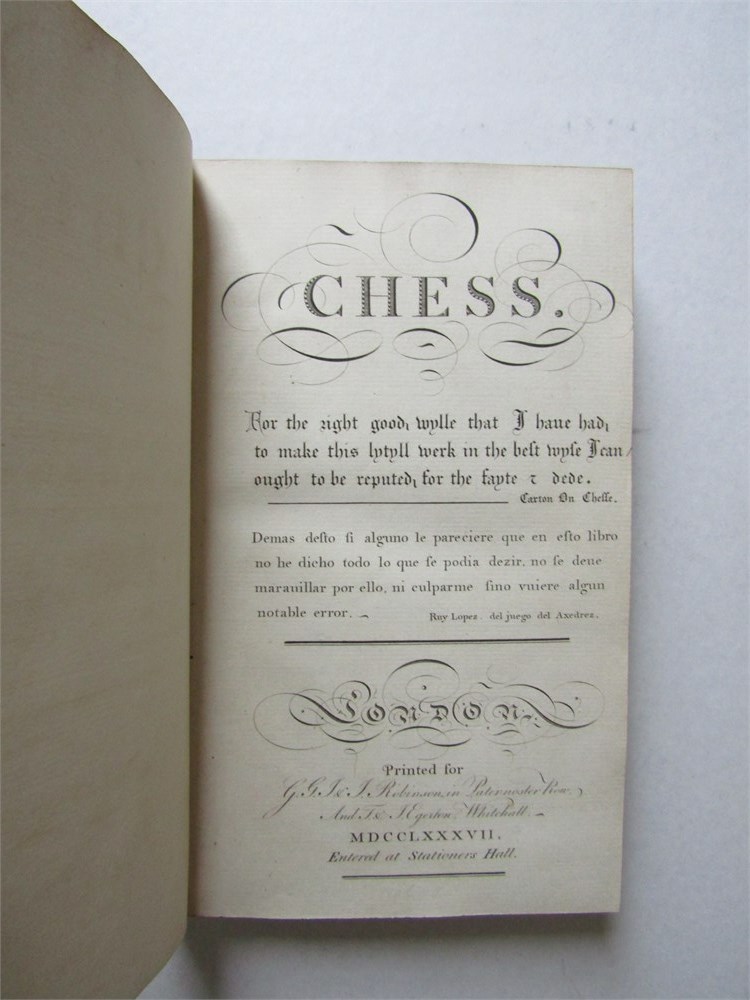 CHESS.
For the right good, wylle that I haue had,
to make this lytyll werk in the beſt wyſe I can
ought to be reputed, for the fayte ⁊ dede.
Caxton On Cheſſe.
Demas deſto ſi alguno le pareciere que en eſto libro
no he dicho todo lo que ſe podia dezir, no ſe deue
marauillar por ello, ni culparme ſino vuiere algun
notable error.
Ruy Lopez. del juego del Axedrez.
LONDON.
Printed for
G.G.J. & J. Robinson, in Paternoster Row.
And T. & J. Egerton, Whitehall.
MDCCLXXXVII.
Entered at Stationers Hall.